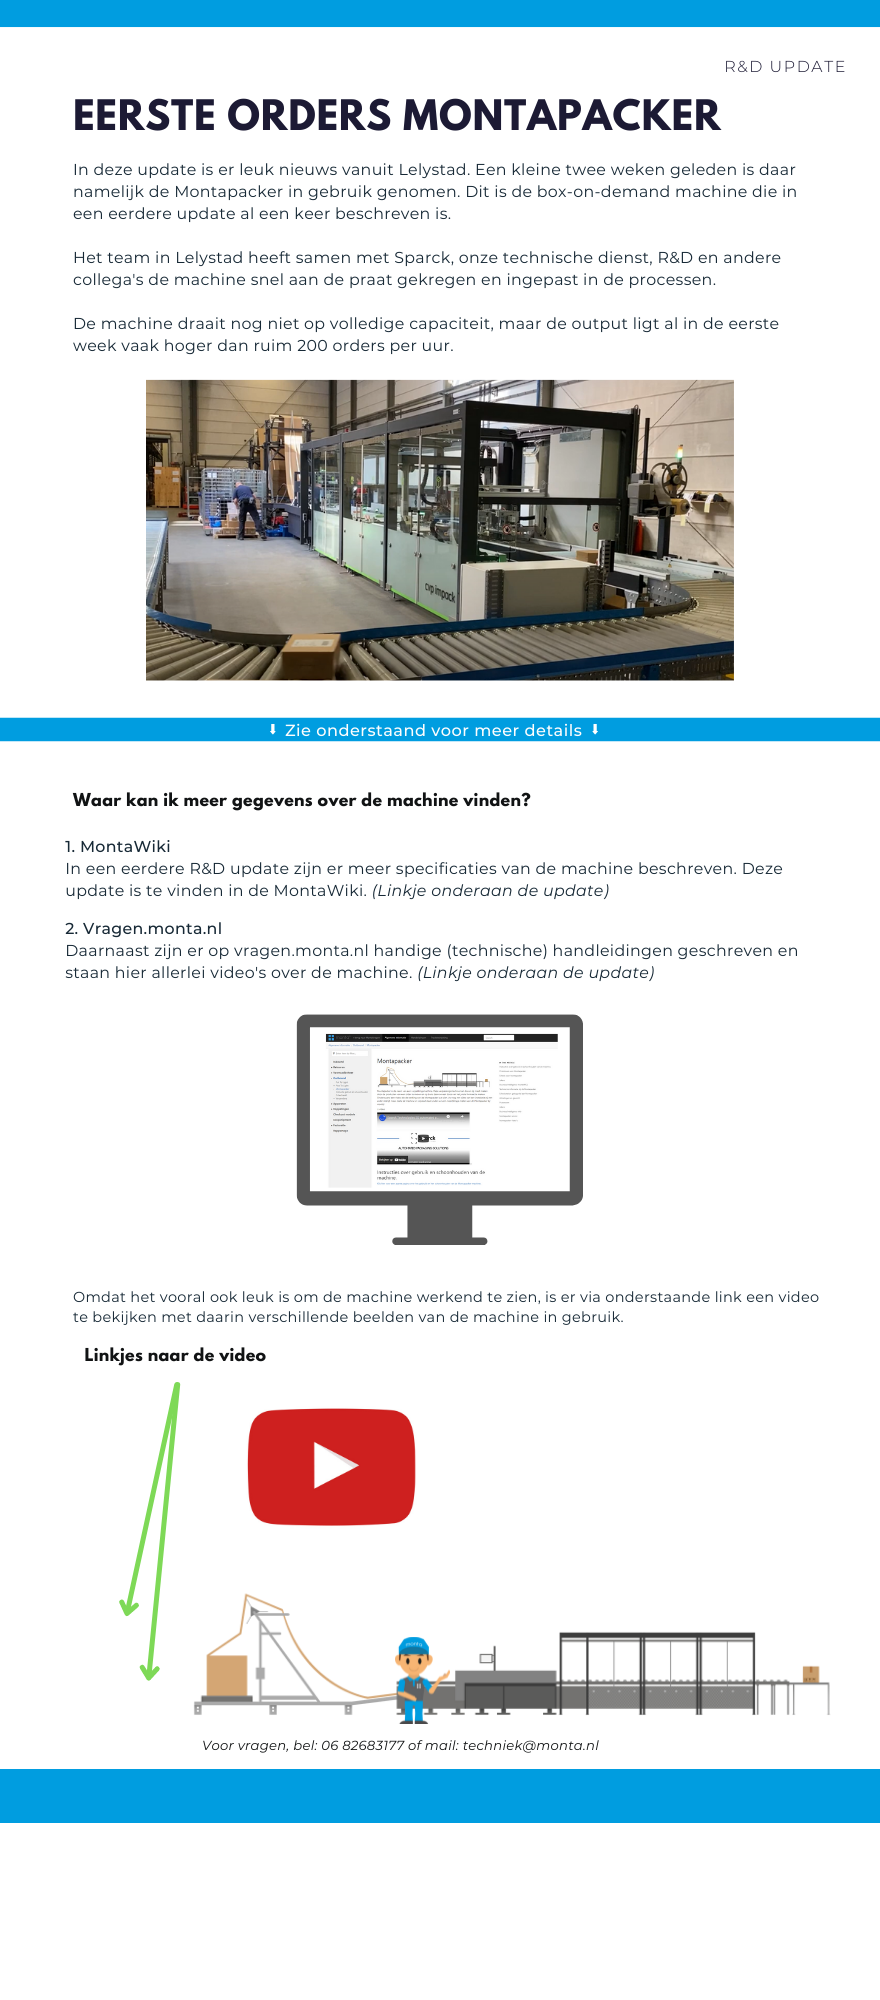 R&D UPDATE
EERSTE ORDERS MONTAPACKER
In deze update is er leuk nieuws vanuit Lelystad. Een kleine twee weken geleden is daar
namelijk de Montapacker in gebruik genomen. Dit is de box-on-demand machine die in
een eerdere update al een keer beschreven is.
Het team in Lelystad heeft samen met Sparck, onze technische dienst, R&D en andere
collega's de machine snel aan de praat gekregen en ingepast in de processen.
De machine draait nog niet op volledige capaciteit, maar de output ligt al in de eerste
week vaak hoger dan ruim 200 orders per uur.
cvp impack
⬇ Zie onderstaand voor meer details ⬇
Waar kan ik meer gegevens over de machine vinden?
1. MontaWiki
In een eerdere R&D update zijn er meer specificaties van de machine beschreven. Deze
update is te vinden in de MontaWiki. (Linkje onderaan de update)
2. Vragen.monta.nl
Daarnaast zijn er op vragen.monta.nl handige (technische) handleidingen geschreven en
staan hier allerlei video's over de machine. (Linkje onderaan de update)
Montapacker
Instructies over gebruik en schoonhouden van de
machine:
Omdat het vooral ook leuk is om de machine werkend te zien, is er via onderstaande link een video
te bekijken met daarin verschillende beelden van de machine in gebruik.
Linkjes naar de video
monta
Voor vragen, bel: 06 82683177 of mail: techniek@monta.nl